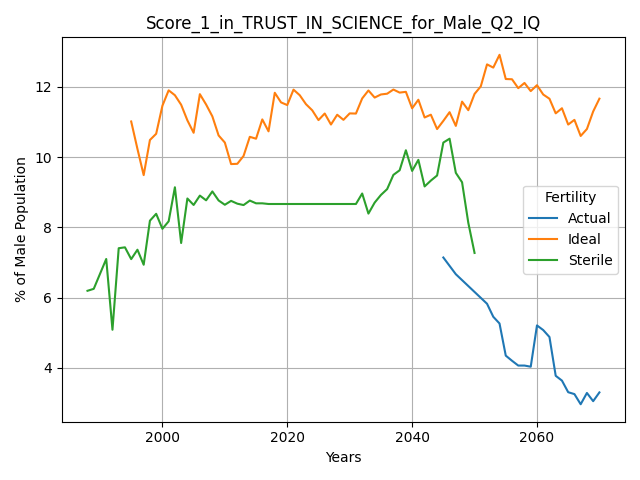 Score_1_in_TRUST_IN_SCIENCE_for_Male_Q2_IQ
% of Male Population
12
10
8
6
4
Fertility
Actual
Ideal
Sterile
2000
2020
2040
2060
Years